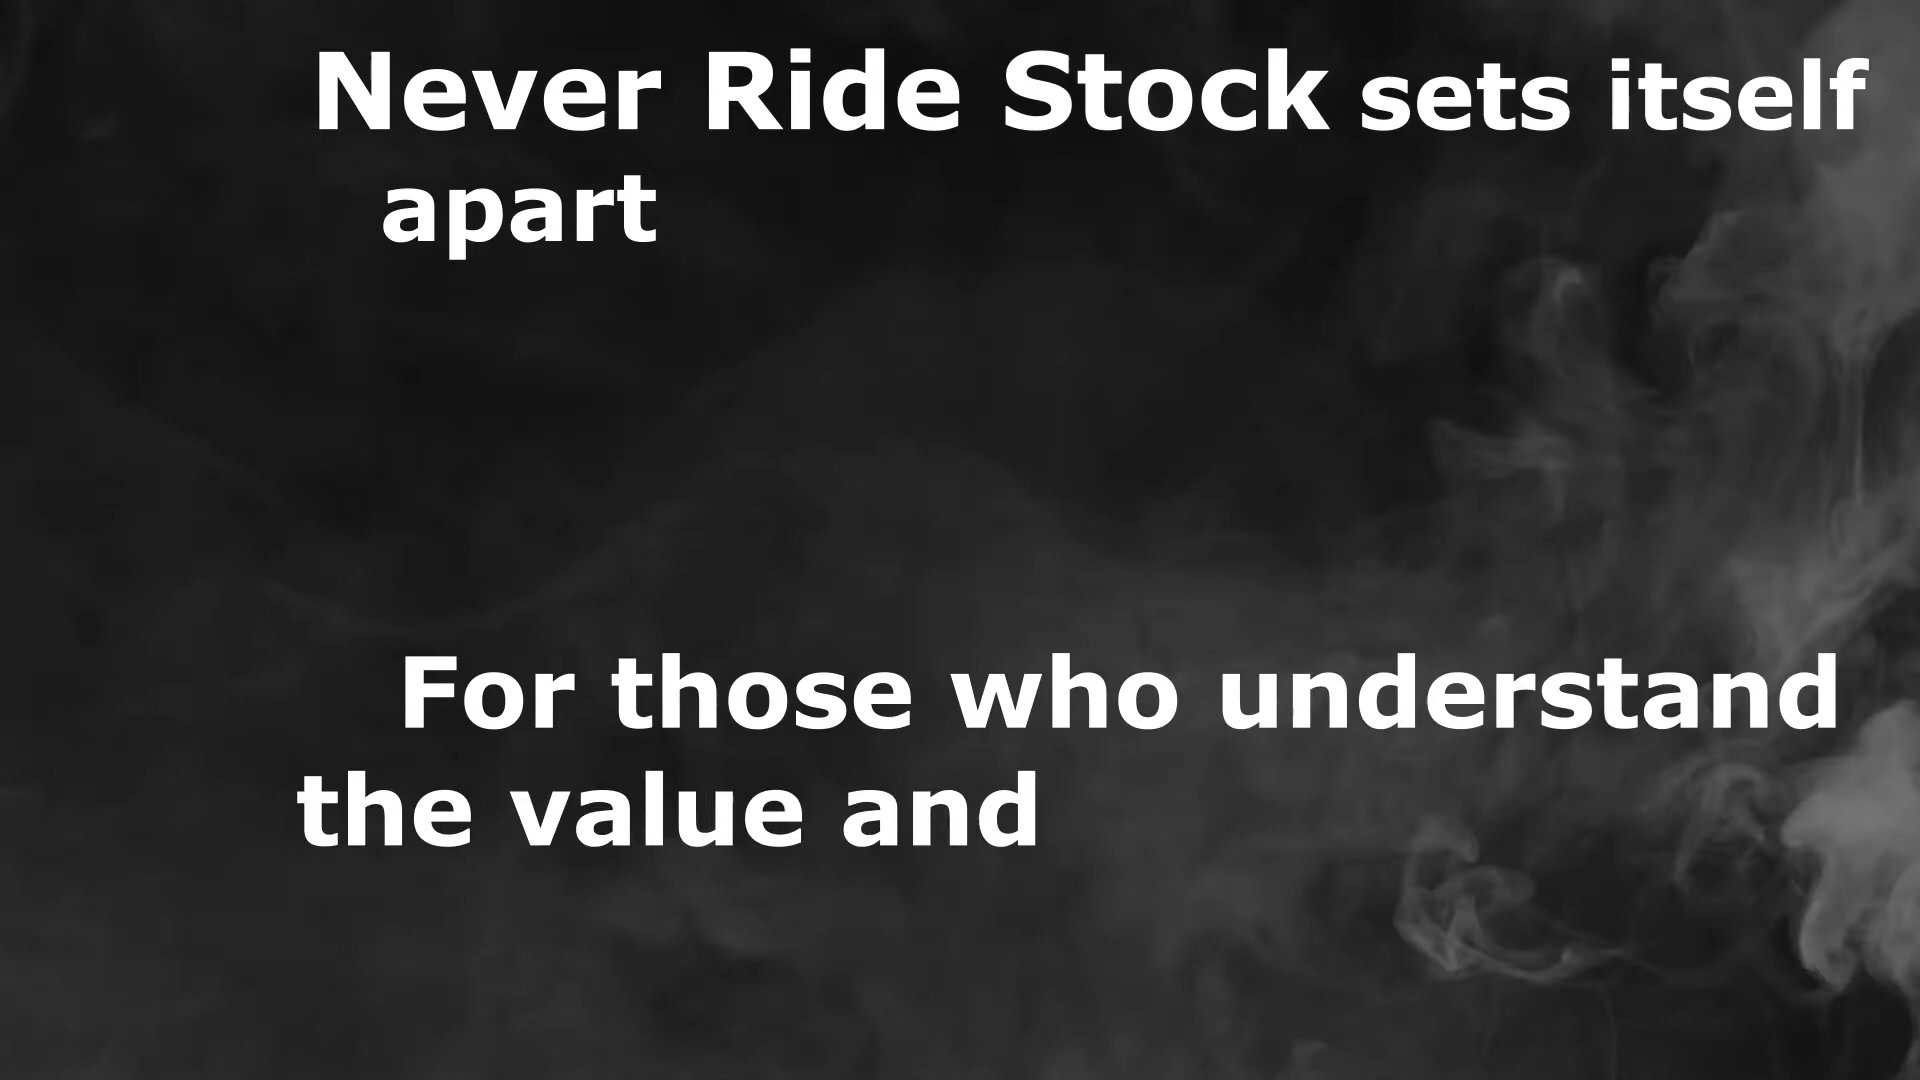 Never Ride Stock sets itself
apart
For those who understand
the value and